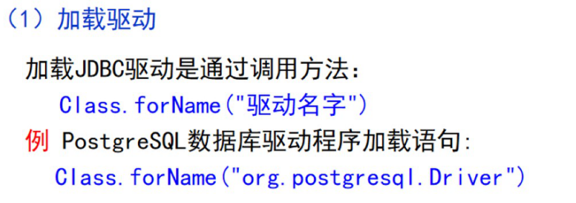 （1）加载驱动
加载JDBC驱动是通过调用方法：
Class.forName("驱动名字")
例 PostgreSQL数据库驱动程序加载语句:
Class.forName("org.postgresql.Driver")